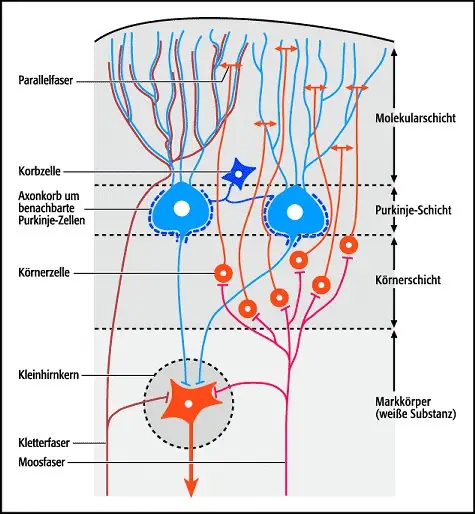 Parallelfaser
Molekularschicht
Korbzelle
Axonkorb um
benachbarte
Purkinje-Zellen
Purkinje-Schicht
Körnerzelle
Körnerschicht
Kleinhirnkern
Markkörper
(weiße Substanz)
Kletterfaser
Moosfaser